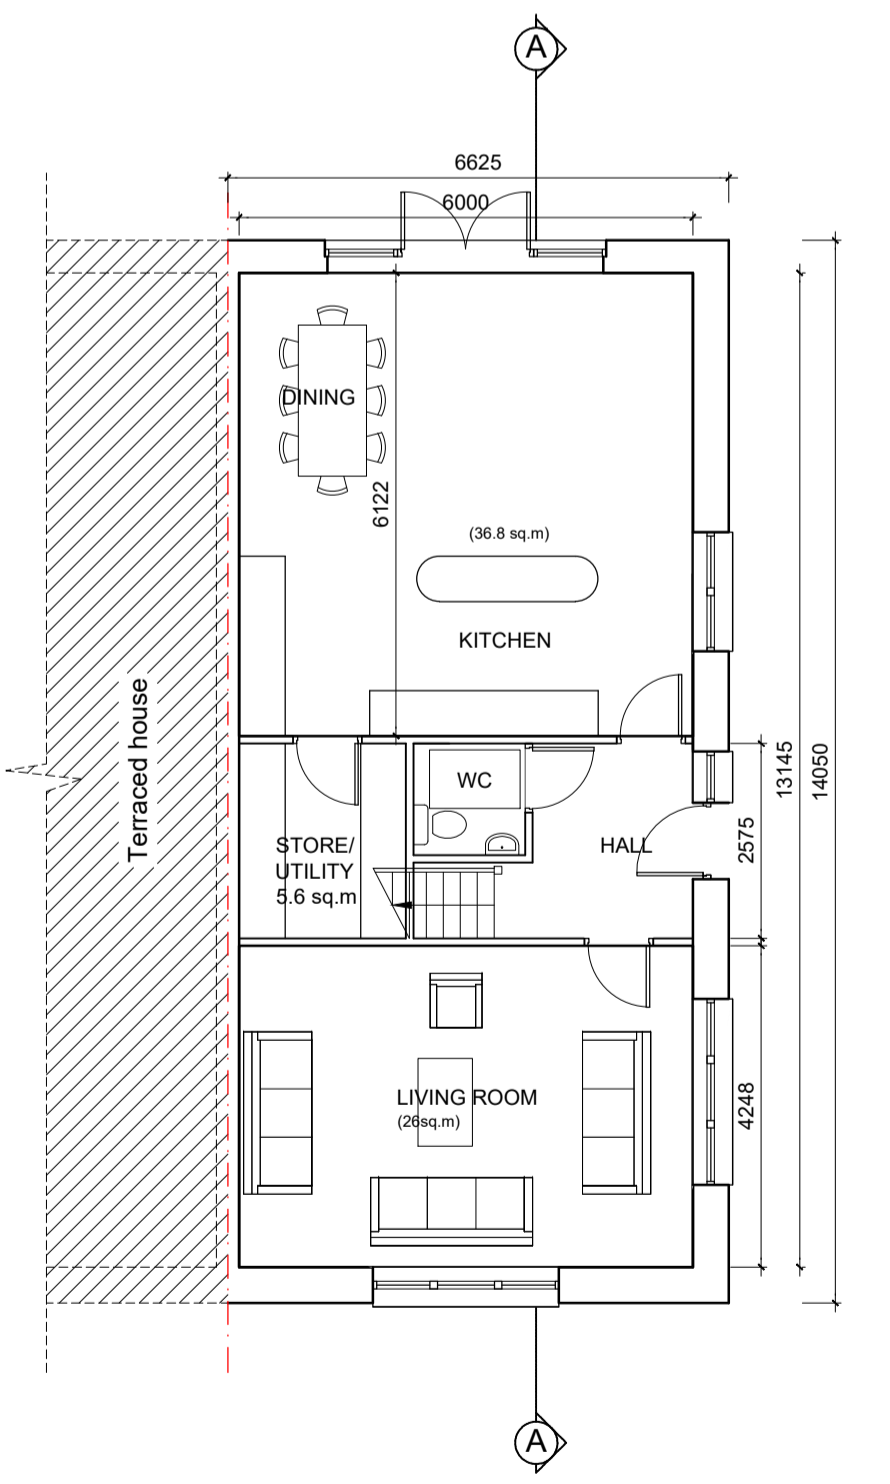 A
6625
6000
DINING
6122
(36.8 sq.m)
KITCHEN
Terraced house
WC
13145
14050
STORE/
UTILITY
5.6 sq.m
HALL
2575
LIVING ROOM
(26sq.m)
4248
A